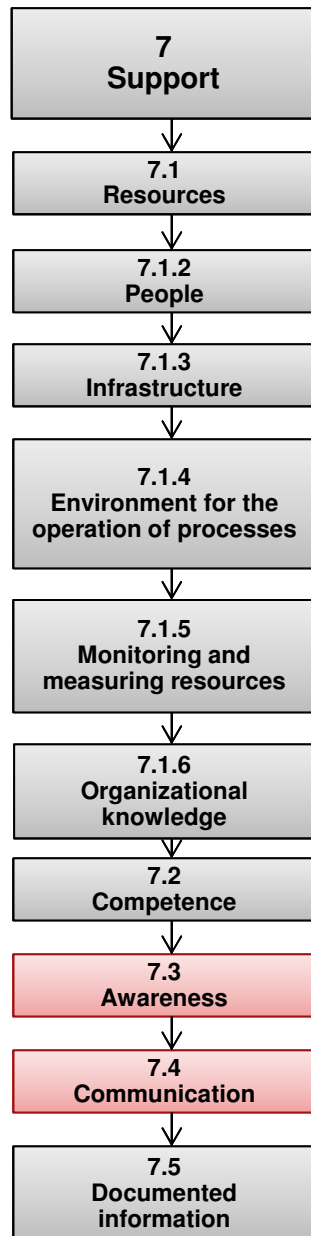 7
Support
7.1
Resources
7.1.2
People
7.1.3
Infrastructure
7.1.4
Environment for the
operation of processes
7.1.5
Monitoring and
measuring resources
7.1.6
Organizational
knowledge
7.2
Competence
7.3
Awareness
7.4
Communication
7.5
Documented
information